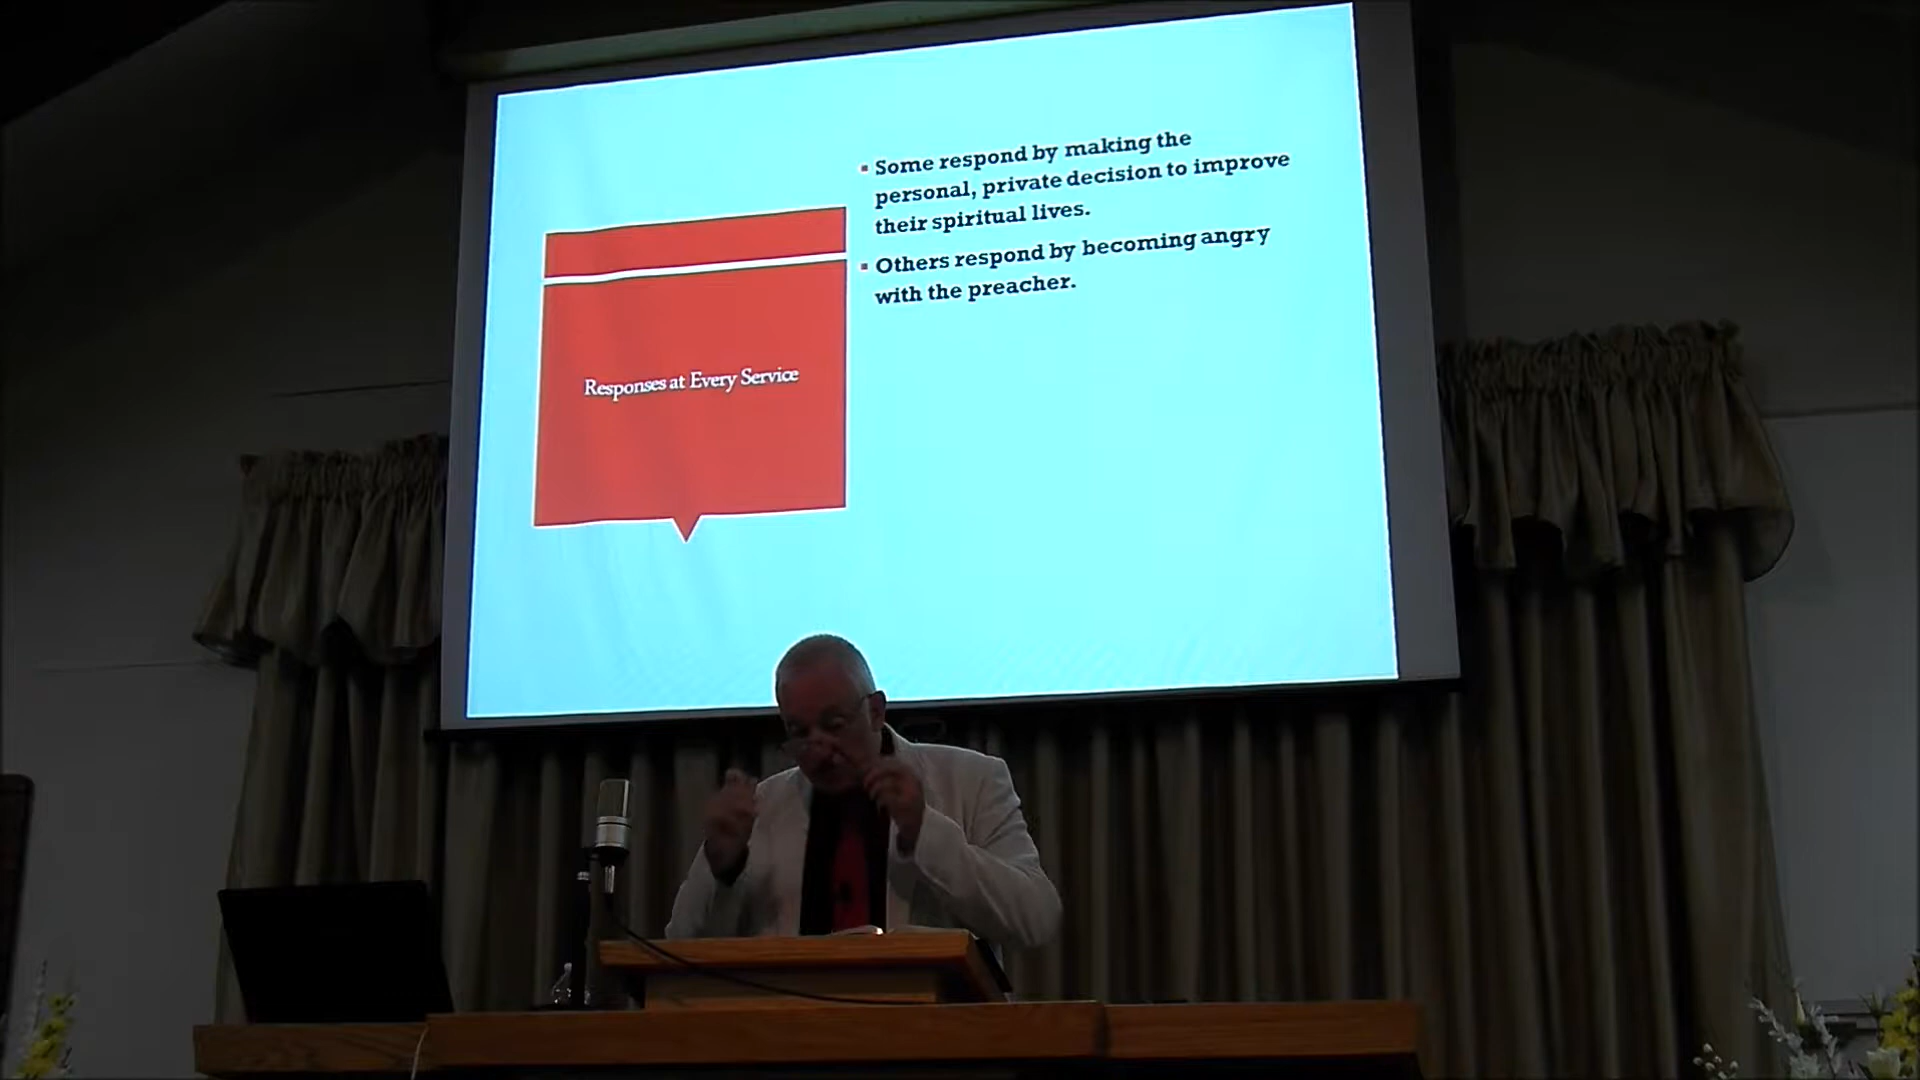 Responses at Every Service
Some respond by making the
personal, private decision to improve
their spiritual lives.
Others respond by becoming angry
with the preacher.